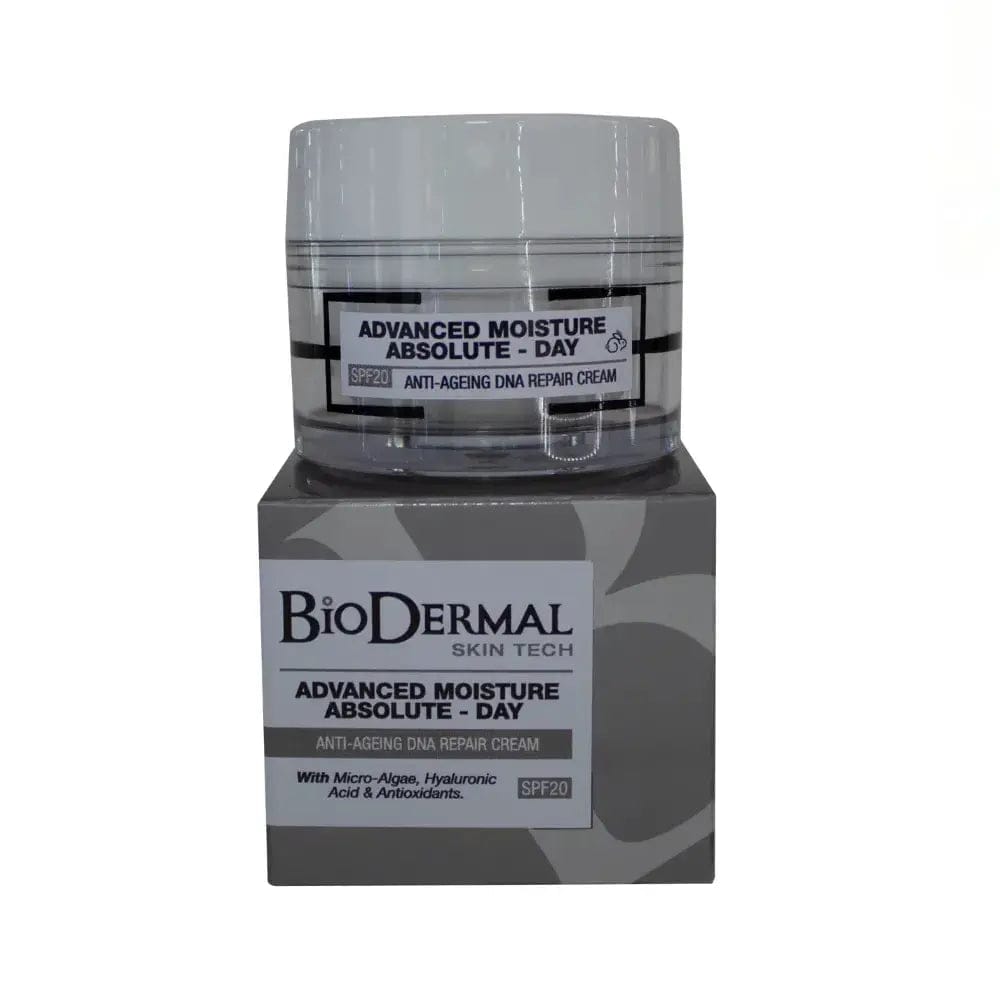 ADVANCED MOISTURE
ABSOLUTE - DAY
SPF20 ANTI-AGEING DNA REPAIR CREAM
BIODERMAL
SKIN TECH
ADVANCED MOISTURE
ABSOLUTE - DAY
ANTI-AGEING DNA REPAIR CREAM
With Micro-Algae, Hyaluronic
Acid & Antioxidants.
SPF20